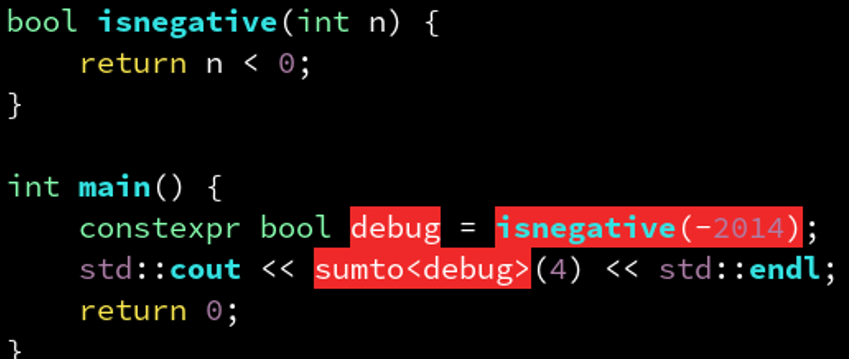 bool isnegative(int n) {
    return n < 0;
}

int main() {
    constexpr bool debug = isnegative(-2014);
    std::cout << sumto<debug>(4) << std::endl;
    return 0;
}